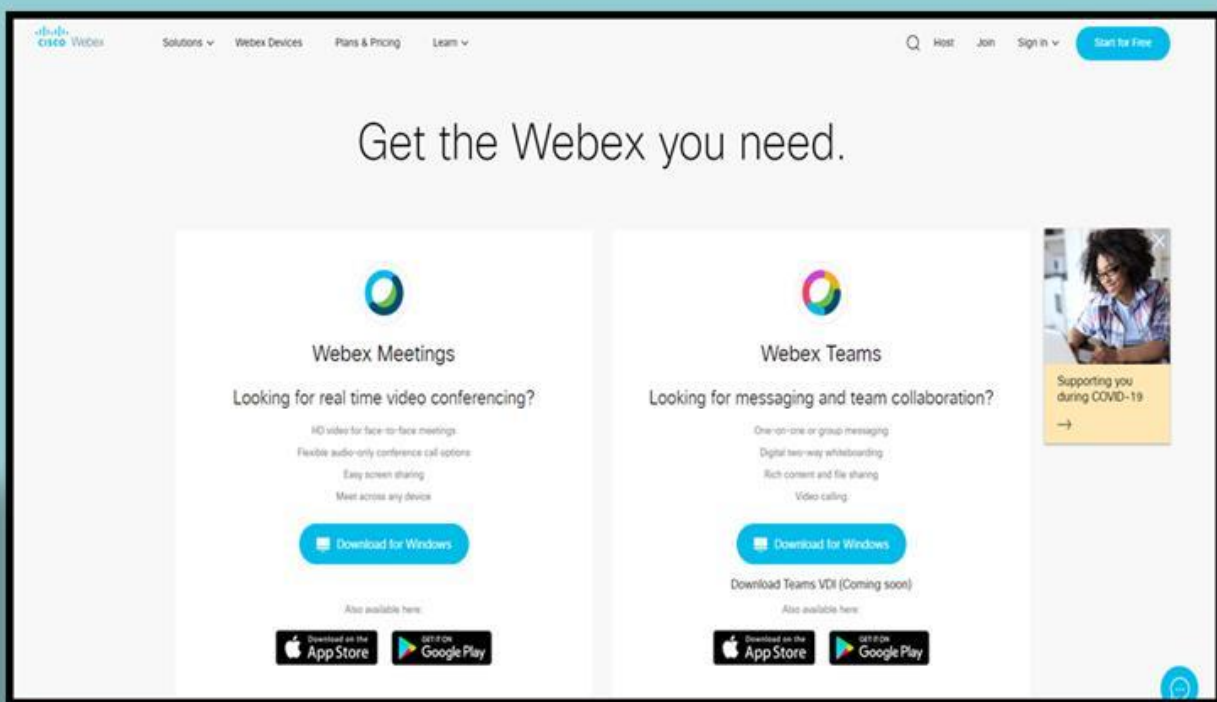 CISCO Webex
Solutions
Webex Devices
Plans & Pricing
Learn
Host
Join
Sign in
Start for Free
Get the Webex you need.
Webex Meetings
Looking for real time video conferencing?
HD video for face-to-face meetings
Flexible audio-only conference call options
Easy screen sharing
Meet across any device
Download for Windows
Also available here:
Download on the
App Store
GET IT ON
Google Play
Webex Teams
Looking for messaging and team collaboration?
One-on-one or group messaging
Digital two-way whiteboarding
Rich content and file sharing
Video calling
Download for Windows
Download Teams VDI (Coming soon)
Also available here:
Download on the
App Store
GET IT ON
Google Play
Supporting you
during COVID-19